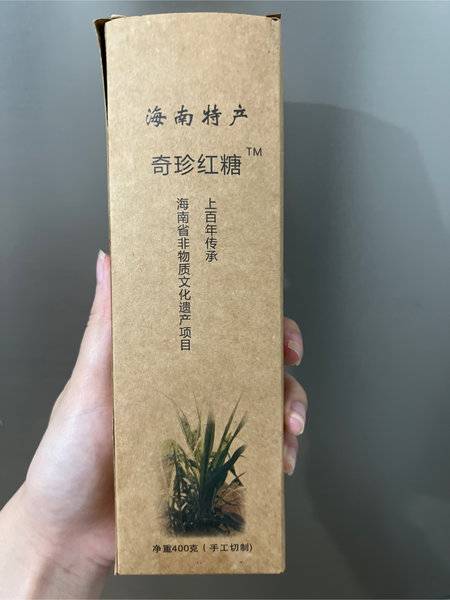 海南特产
奇珍红糖™
上百年传承
海南省非物质文化遗产项目
净重400克(手工切制)